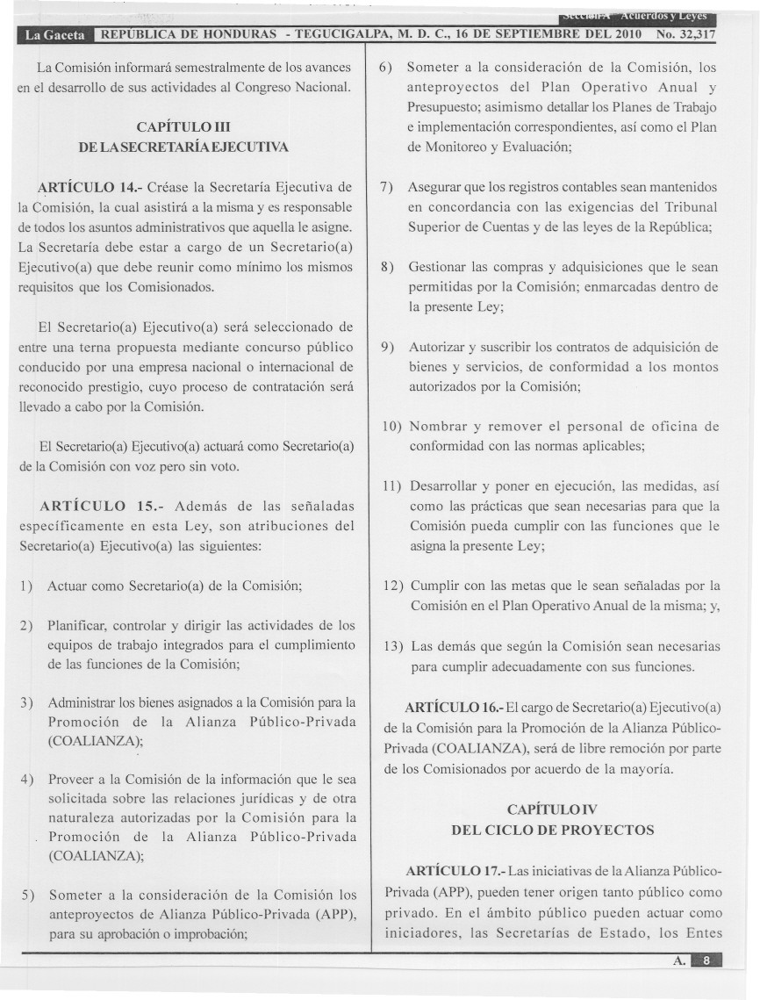 Sección A Acuerdos y Leyes
La Gaceta REPÚBLICA DE HONDURAS - TEGUCIGALPA, M. D. C., 16 DE SEPTIEMBRE DEL 2010 No. 32,317
La Comisión informará semestralmente de los avances
en el desarrollo de sus actividades al Congreso Nacional.
CAPÍTULO III
DE LA SECRETARÍA EJECUTIVA
ARTÍCULO 14.- Créase la Secretaría Ejecutiva de
la Comisión, la cual asistirá a la misma y es responsable
de todos los asuntos administrativos que aquella le asigne.
La Secretaría debe estar a cargo de un Secretario(a)
Ejecutivo(a) que debe reunir como mínimo los mismos
requisitos que los Comisionados.
El Secretario(a) Ejecutivo(a) será seleccionado de
entre una terna propuesta mediante concurso público
conducido por una empresa nacional o internacional de
reconocido prestigio, cuyo proceso de contratación será
llevado a cabo por la Comisión.
El Secretario(a) Ejecutivo(a) actuará como Secretario(a)
de la Comisión con voz pero sin voto.
ARTÍCULO 15.- Además de las señaladas
específicamente en esta Ley, son atribuciones del
Secretario(a) Ejecutivo(a) las siguientes:
1) Actuar como Secretario(a) de la Comisión;
2) Planificar, controlar y dirigir las actividades de los
equipos de trabajo integrados para el cumplimiento
de las funciones de la Comisión;
3) Administrar los bienes asignados a la Comisión para la
Promoción de la Alianza Público-Privada
(COALIANZA);
4) Proveer a la Comisión de la información que le sea
solicitada sobre las relaciones jurídicas y de otra
naturaleza autorizadas por la Comisión para la
Promoción de la Alianza Público-Privada
(COALIANZA);
5) Someter a la consideración de la Comisión los
anteproyectos de Alianza Público-Privada (APP),
para su aprobación o improbación;
6) Someter a la consideración de la Comisión, los
anteproyectos del Plan Operativo Anual y
Presupuesto; asimismo detallar los Planes de Trabajo
e implementación correspondientes, así como el Plan
de Monitoreo y Evaluación;
7) Asegurar que los registros contables sean mantenidos
en concordancia con las exigencias del Tribunal
Superior de Cuentas y de las leyes de la República;
8) Gestionar las compras y adquisiciones que le sean
permitidas por la Comisión; enmarcadas dentro de
la presente Ley;
9) Autorizar y suscribir los contratos de adquisición de
bienes y servicios, de conformidad a los montos
autorizados por la Comisión;
10) Nombrar y remover el personal de oficina de
conformidad con las normas aplicables;
11) Desarrollar y poner en ejecución, las medidas, así
como las prácticas que sean necesarias para que la
Comisión pueda cumplir con las funciones que le
asigna la presente Ley;
12) Cumplir con las metas que le sean señaladas por la
Comisión en el Plan Operativo Anual de la misma; y,
13) Las demás que según la Comisión sean necesarias
para cumplir adecuadamente con sus funciones.
ARTÍCULO 16.- El cargo de Secretario(a) Ejecutivo(a)
de la Comisión para la Promoción de la Alianza Público-
Privada (COALIANZA), será de libre remoción por parte
de los Comisionados por acuerdo de la mayoría.
CAPÍTULO IV
DEL CICLO DE PROYECTOS
ARTÍCULO 17.- Las iniciativas de la Alianza Público-
Privada (APP), pueden tener origen tanto público como
privado. En el ámbito público pueden actuar como
iniciadores, las Secretarías de Estado, los Entes
A. 8